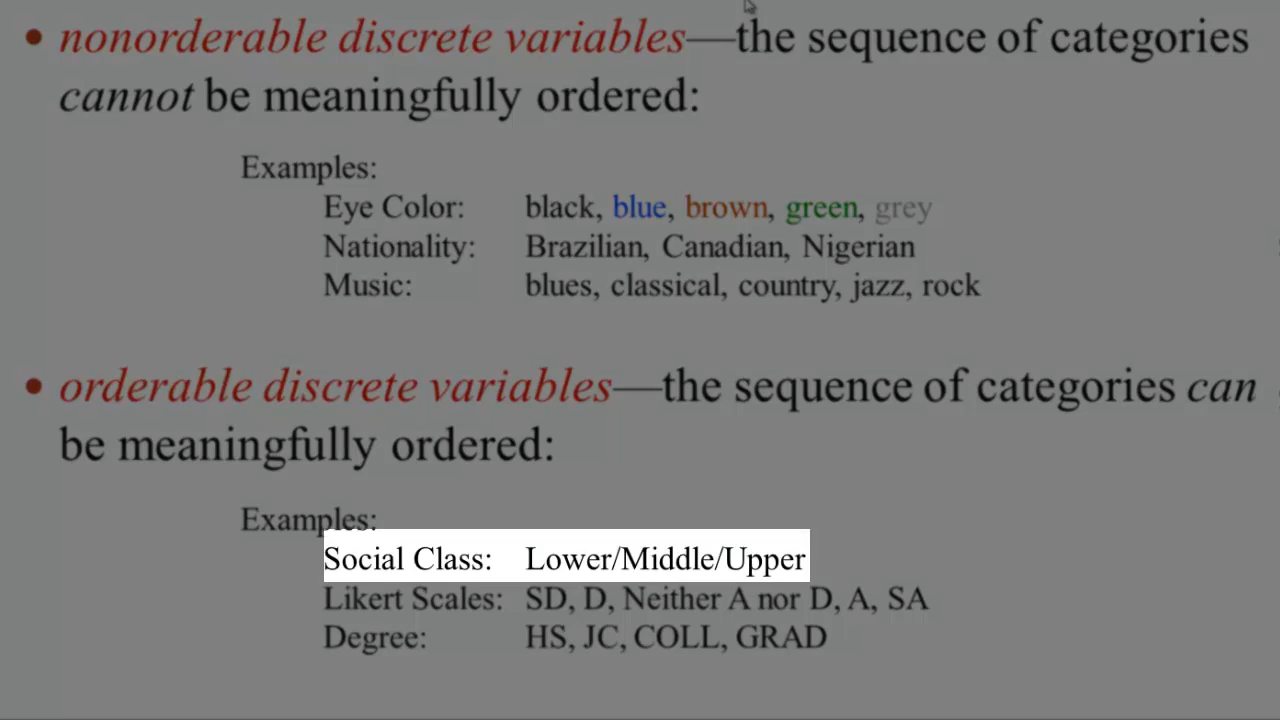 • nonorderable discrete variables—the sequence of categories
cannot be meaningfully ordered:
Examples:
Eye Color: black, blue, brown, green, grey
Nationality: Brazilian, Canadian, Nigerian
Music: blues, classical, country, jazz, rock
• orderable discrete variables—the sequence of categories can
be meaningfully ordered:
Examples:
Social Class: Lower/Middle/Upper
Likert Scales: SD, D, Neither A nor D, A, SA
Degree: HS, JC, COLL, GRAD